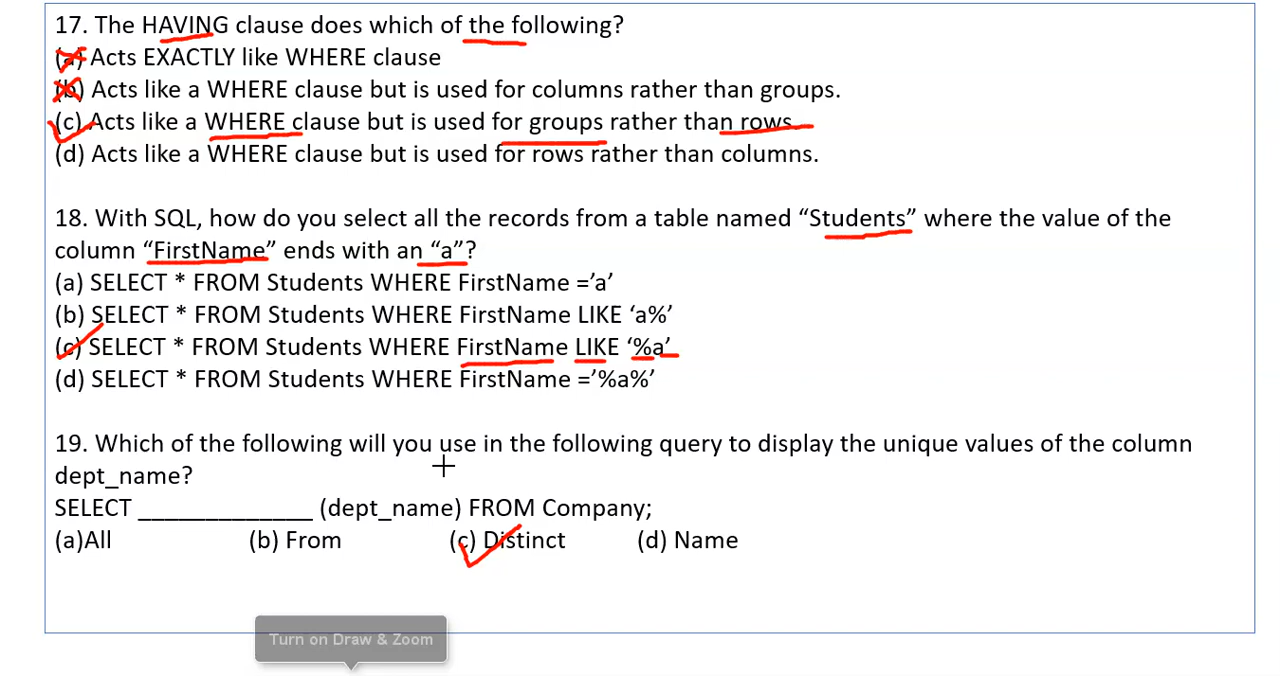 17. The HAVING clause does which of the following?
(a) Acts EXACTLY like WHERE clause
(b) Acts like a WHERE clause but is used for columns rather than groups.
(c) Acts like a WHERE clause but is used for groups rather than rows.
(d) Acts like a WHERE clause but is used for rows rather than columns.
18. With SQL, how do you select all the records from a table named “Students” where the value of the
column “FirstName” ends with an “a”?
(a) SELECT * FROM Students WHERE FirstName =’a’
(b) SELECT * FROM Students WHERE FirstName LIKE ‘a%’
(c) SELECT * FROM Students WHERE FirstName LIKE ‘%a’
(d) SELECT * FROM Students WHERE FirstName =’%a%’
19. Which of the following will you use in the following query to display the unique values of the column
dept_name?
SELECT _____________ (dept_name) FROM Company;
(a)All (b) From (c) Distinct (d) Name
Turn on Draw & Zoom